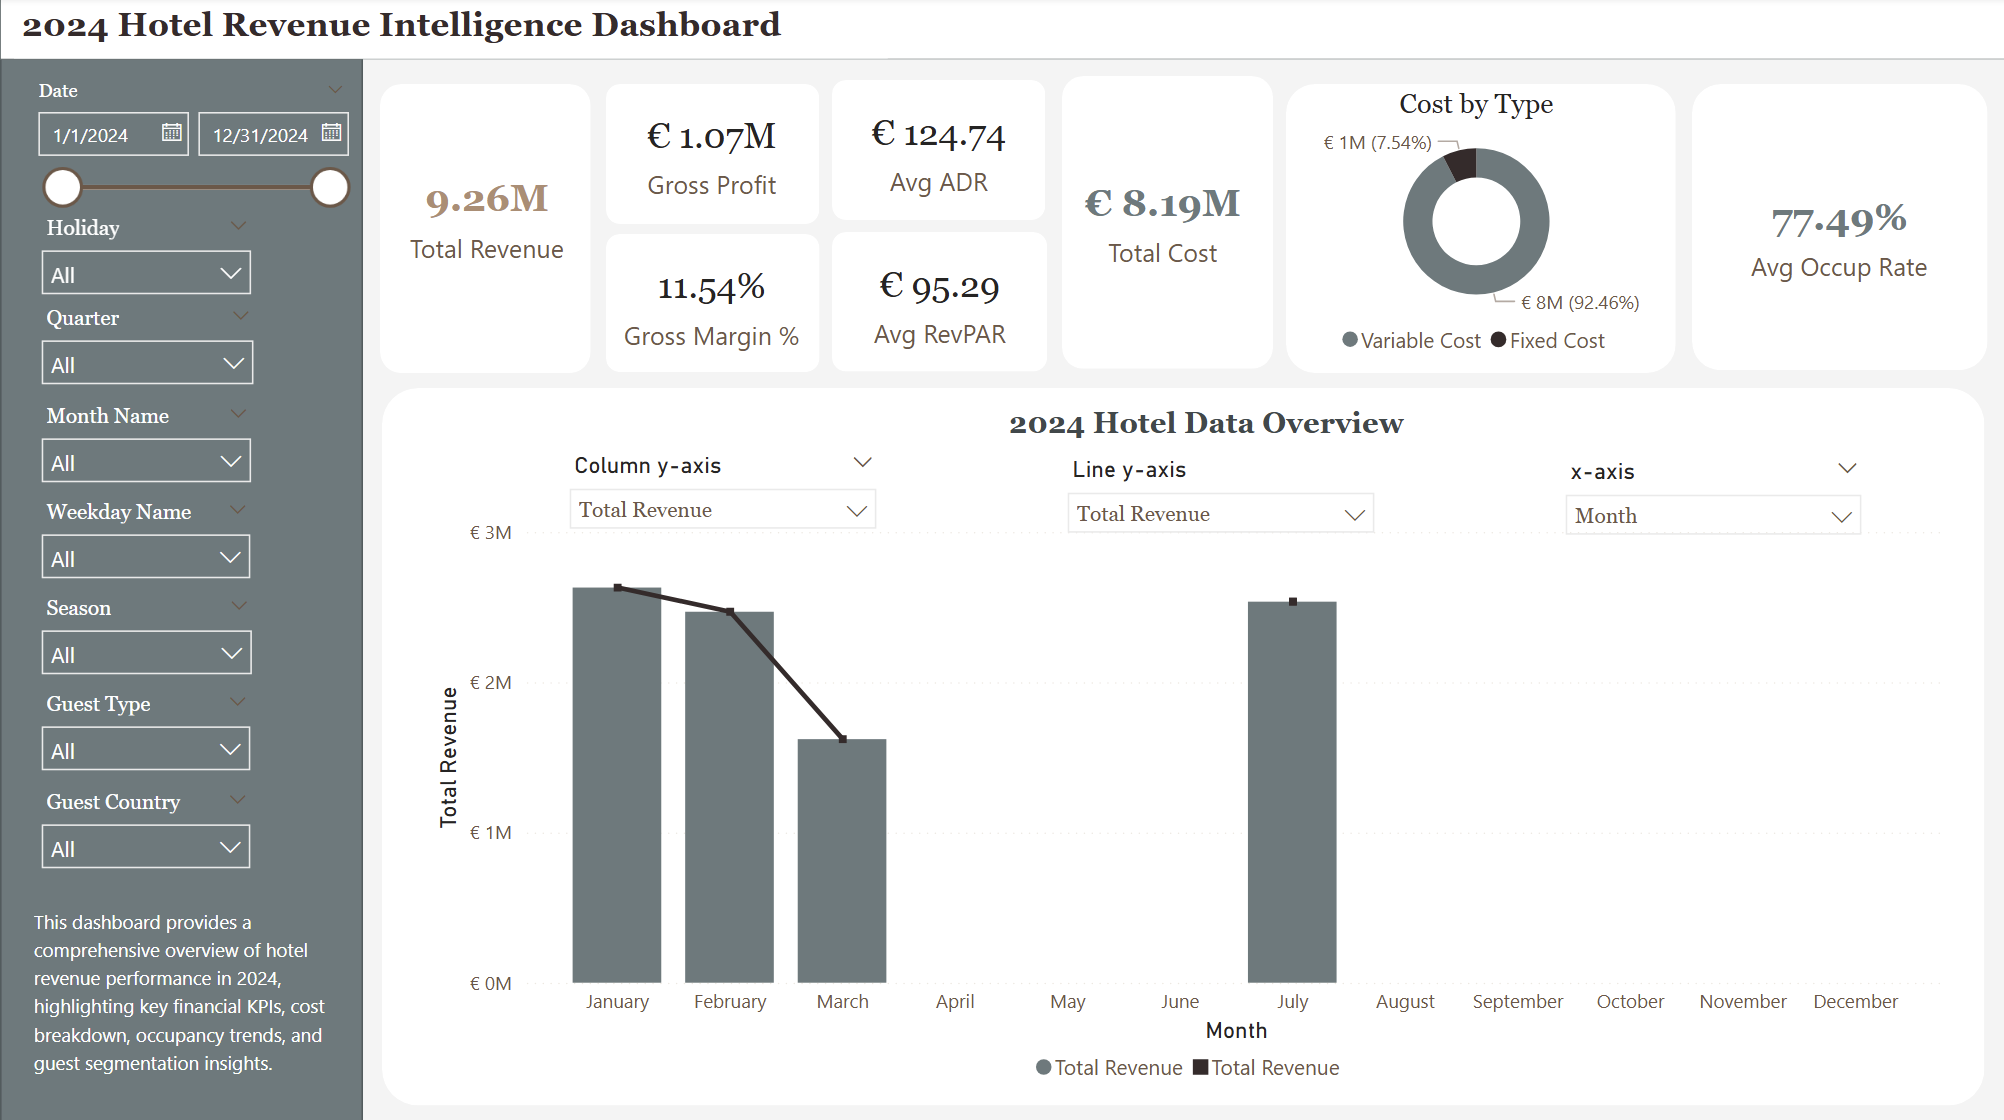 2024 Hotel Revenue Intelligence Dashboard
Date
1/1/2024
12/31/2024
Holiday
All
Quarter
All
Month Name
All
Weekday Name
All
Season
All
Guest Type
All
Guest Country
All
This dashboard provides a
comprehensive overview of hotel
revenue performance in 2024,
highlighting key financial KPIs, cost
breakdown, occupancy trends, and
guest segmentation insights.
9.26M
Total Revenue
€ 1.07M
Gross Profit
11.54%
Gross Margin %
€ 124.74
Avg ADR
€ 95.29
Avg RevPAR
€ 8.19M
Total Cost
Cost by Type
€ 1M (7.54%)
€ 8M (92.46%)
Variable Cost
Fixed Cost
77.49%
Avg Occup Rate
2024 Hotel Data Overview
Column y-axis
Total Revenue
Line y-axis
Total Revenue
x-axis
Month
€ 3M
€ 2M
€ 1M
€ 0M
Total Revenue
January
February
March
April
May
June
July
August
September
October
November
December
Month
Total Revenue
Total Revenue